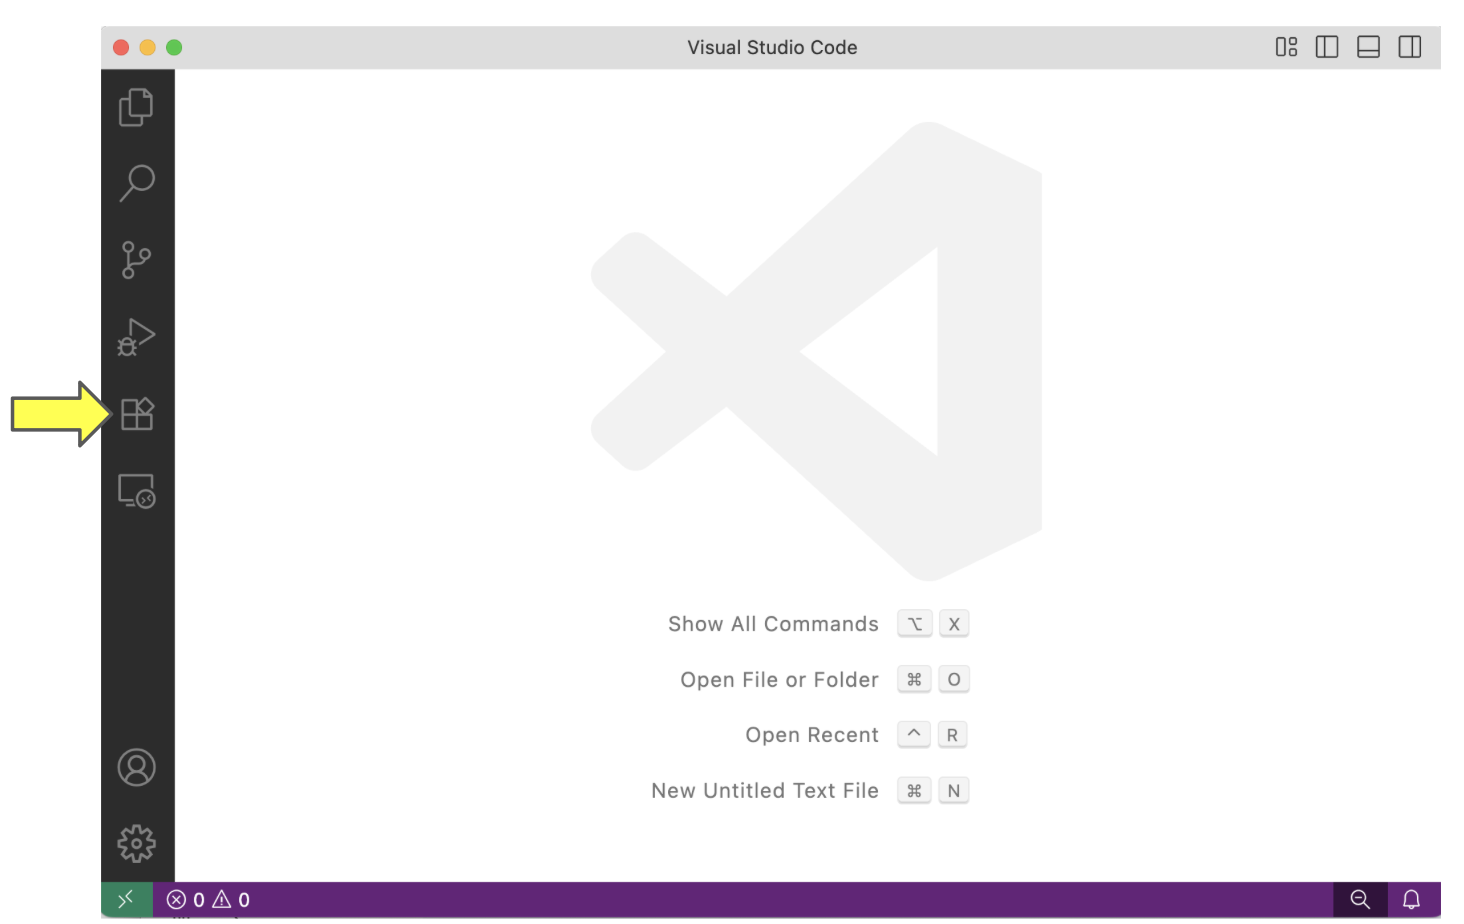 Visual Studio Code
Show All Commands ⌥ X
Open File or Folder ⌘ O
Open Recent ^ R
New Untitled Text File ⌘ N
0 0